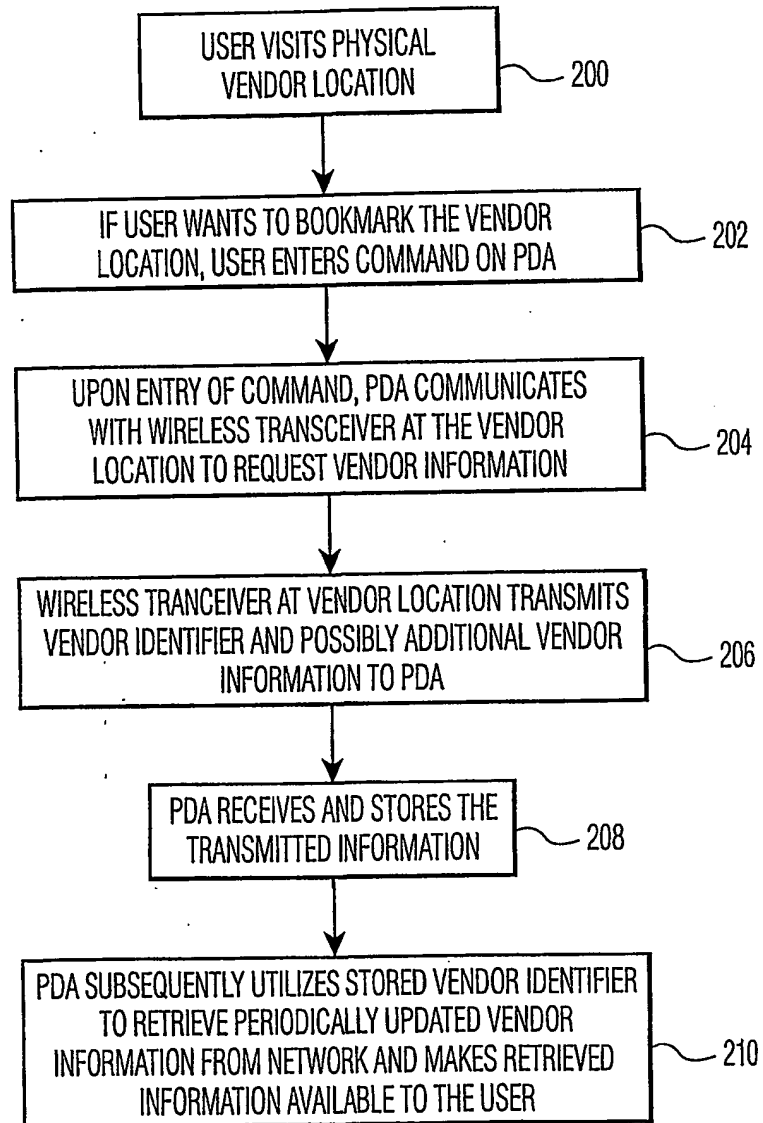 USER VISITS PHYSICAL
VENDOR LOCATION
200
IF USER WANTS TO BOOKMARK THE VENDOR
LOCATION, USER ENTERS COMMAND ON PDA
202
UPON ENTRY OF COMMAND, PDA COMMUNICATES
WITH WIRELESS TRANSCEIVER AT THE VENDOR
LOCATION TO REQUEST VENDOR INFORMATION
204
WIRELESS TRANCEIVER AT VENDOR LOCATION TRANSMITS
VENDOR IDENTIFIER AND POSSIBLY ADDITIONAL VENDOR
INFORMATION TO PDA
206
PDA RECEIVES AND STORES THE
TRANSMITTED INFORMATION
208
PDA SUBSEQUENTLY UTILIZES STORED VENDOR IDENTIFIER
TO RETRIEVE PERIODICALLY UPDATED VENDOR
INFORMATION FROM NETWORK AND MAKES RETRIEVED
INFORMATION AVAILABLE TO THE USER
210